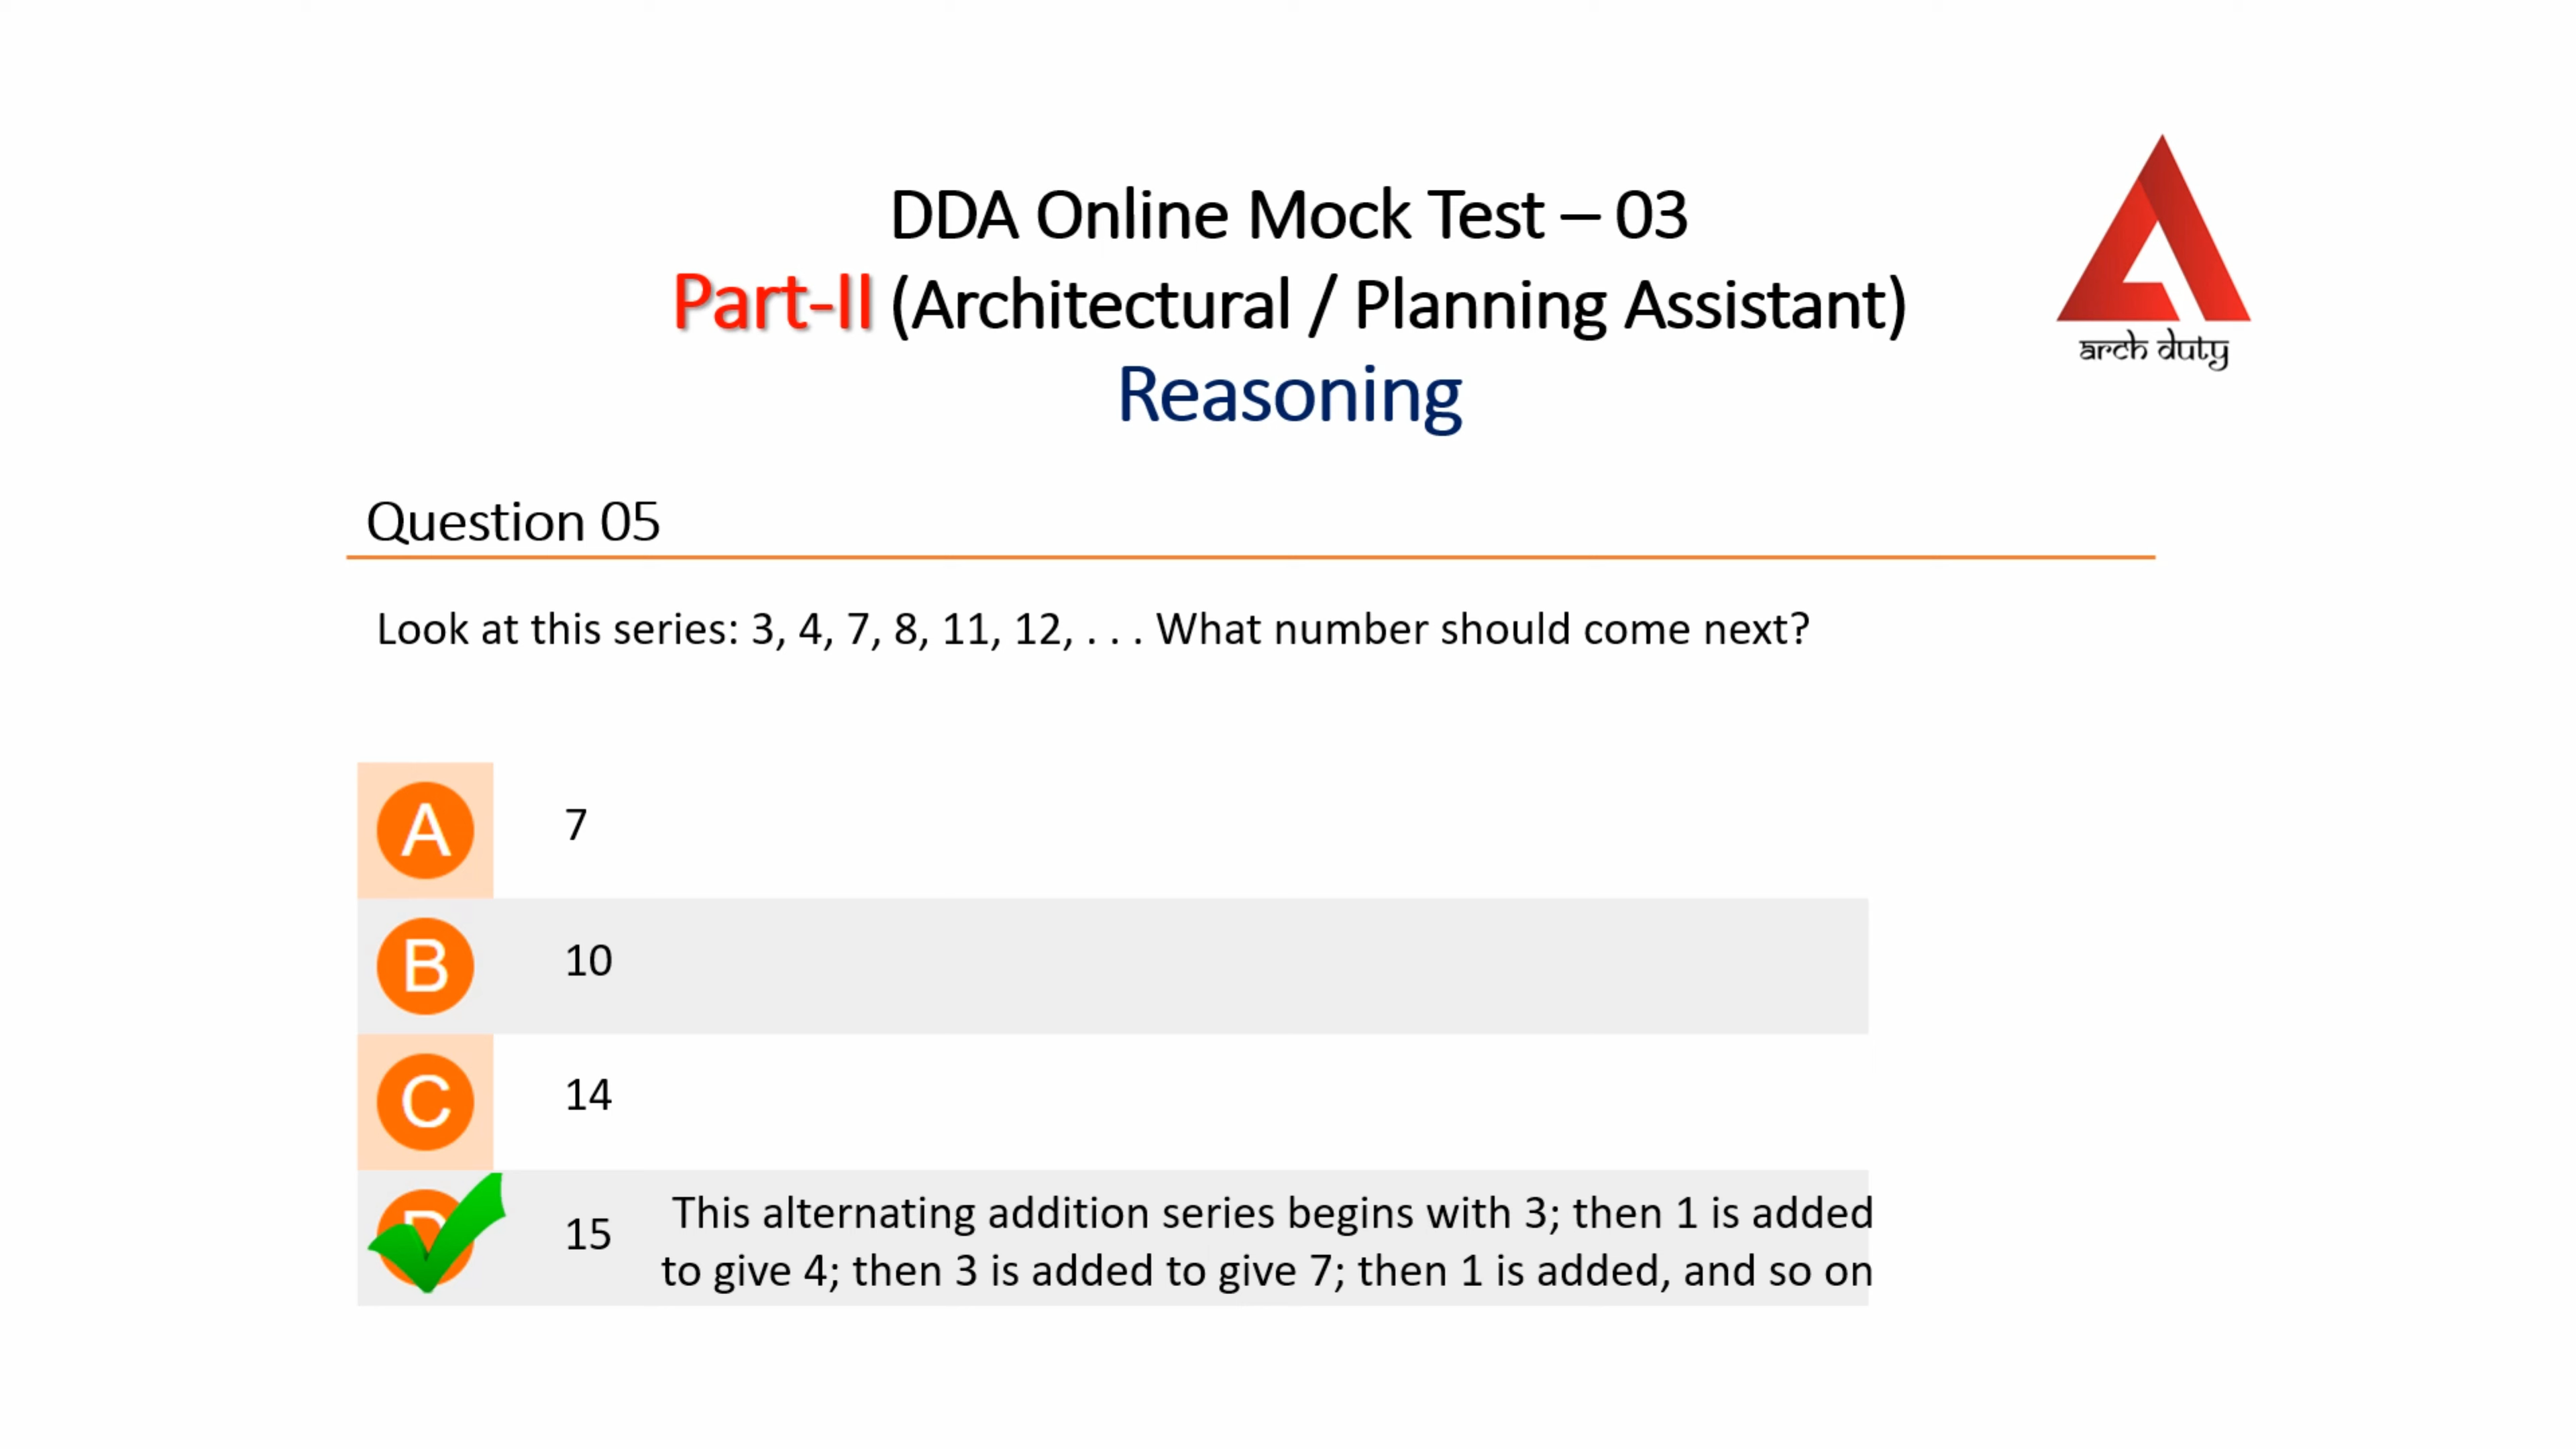 DDA Online Mock Test – 03
Part-II (Architectural / Planning Assistant)
Reasoning
arch duty
Question 05
Look at this series: 3, 4, 7, 8, 11, 12, . . . What number should come next?
A 7
B 10
C 14
D 15 This alternating addition series begins with 3; then 1 is added
to give 4; then 3 is added to give 7; then 1 is added, and so on